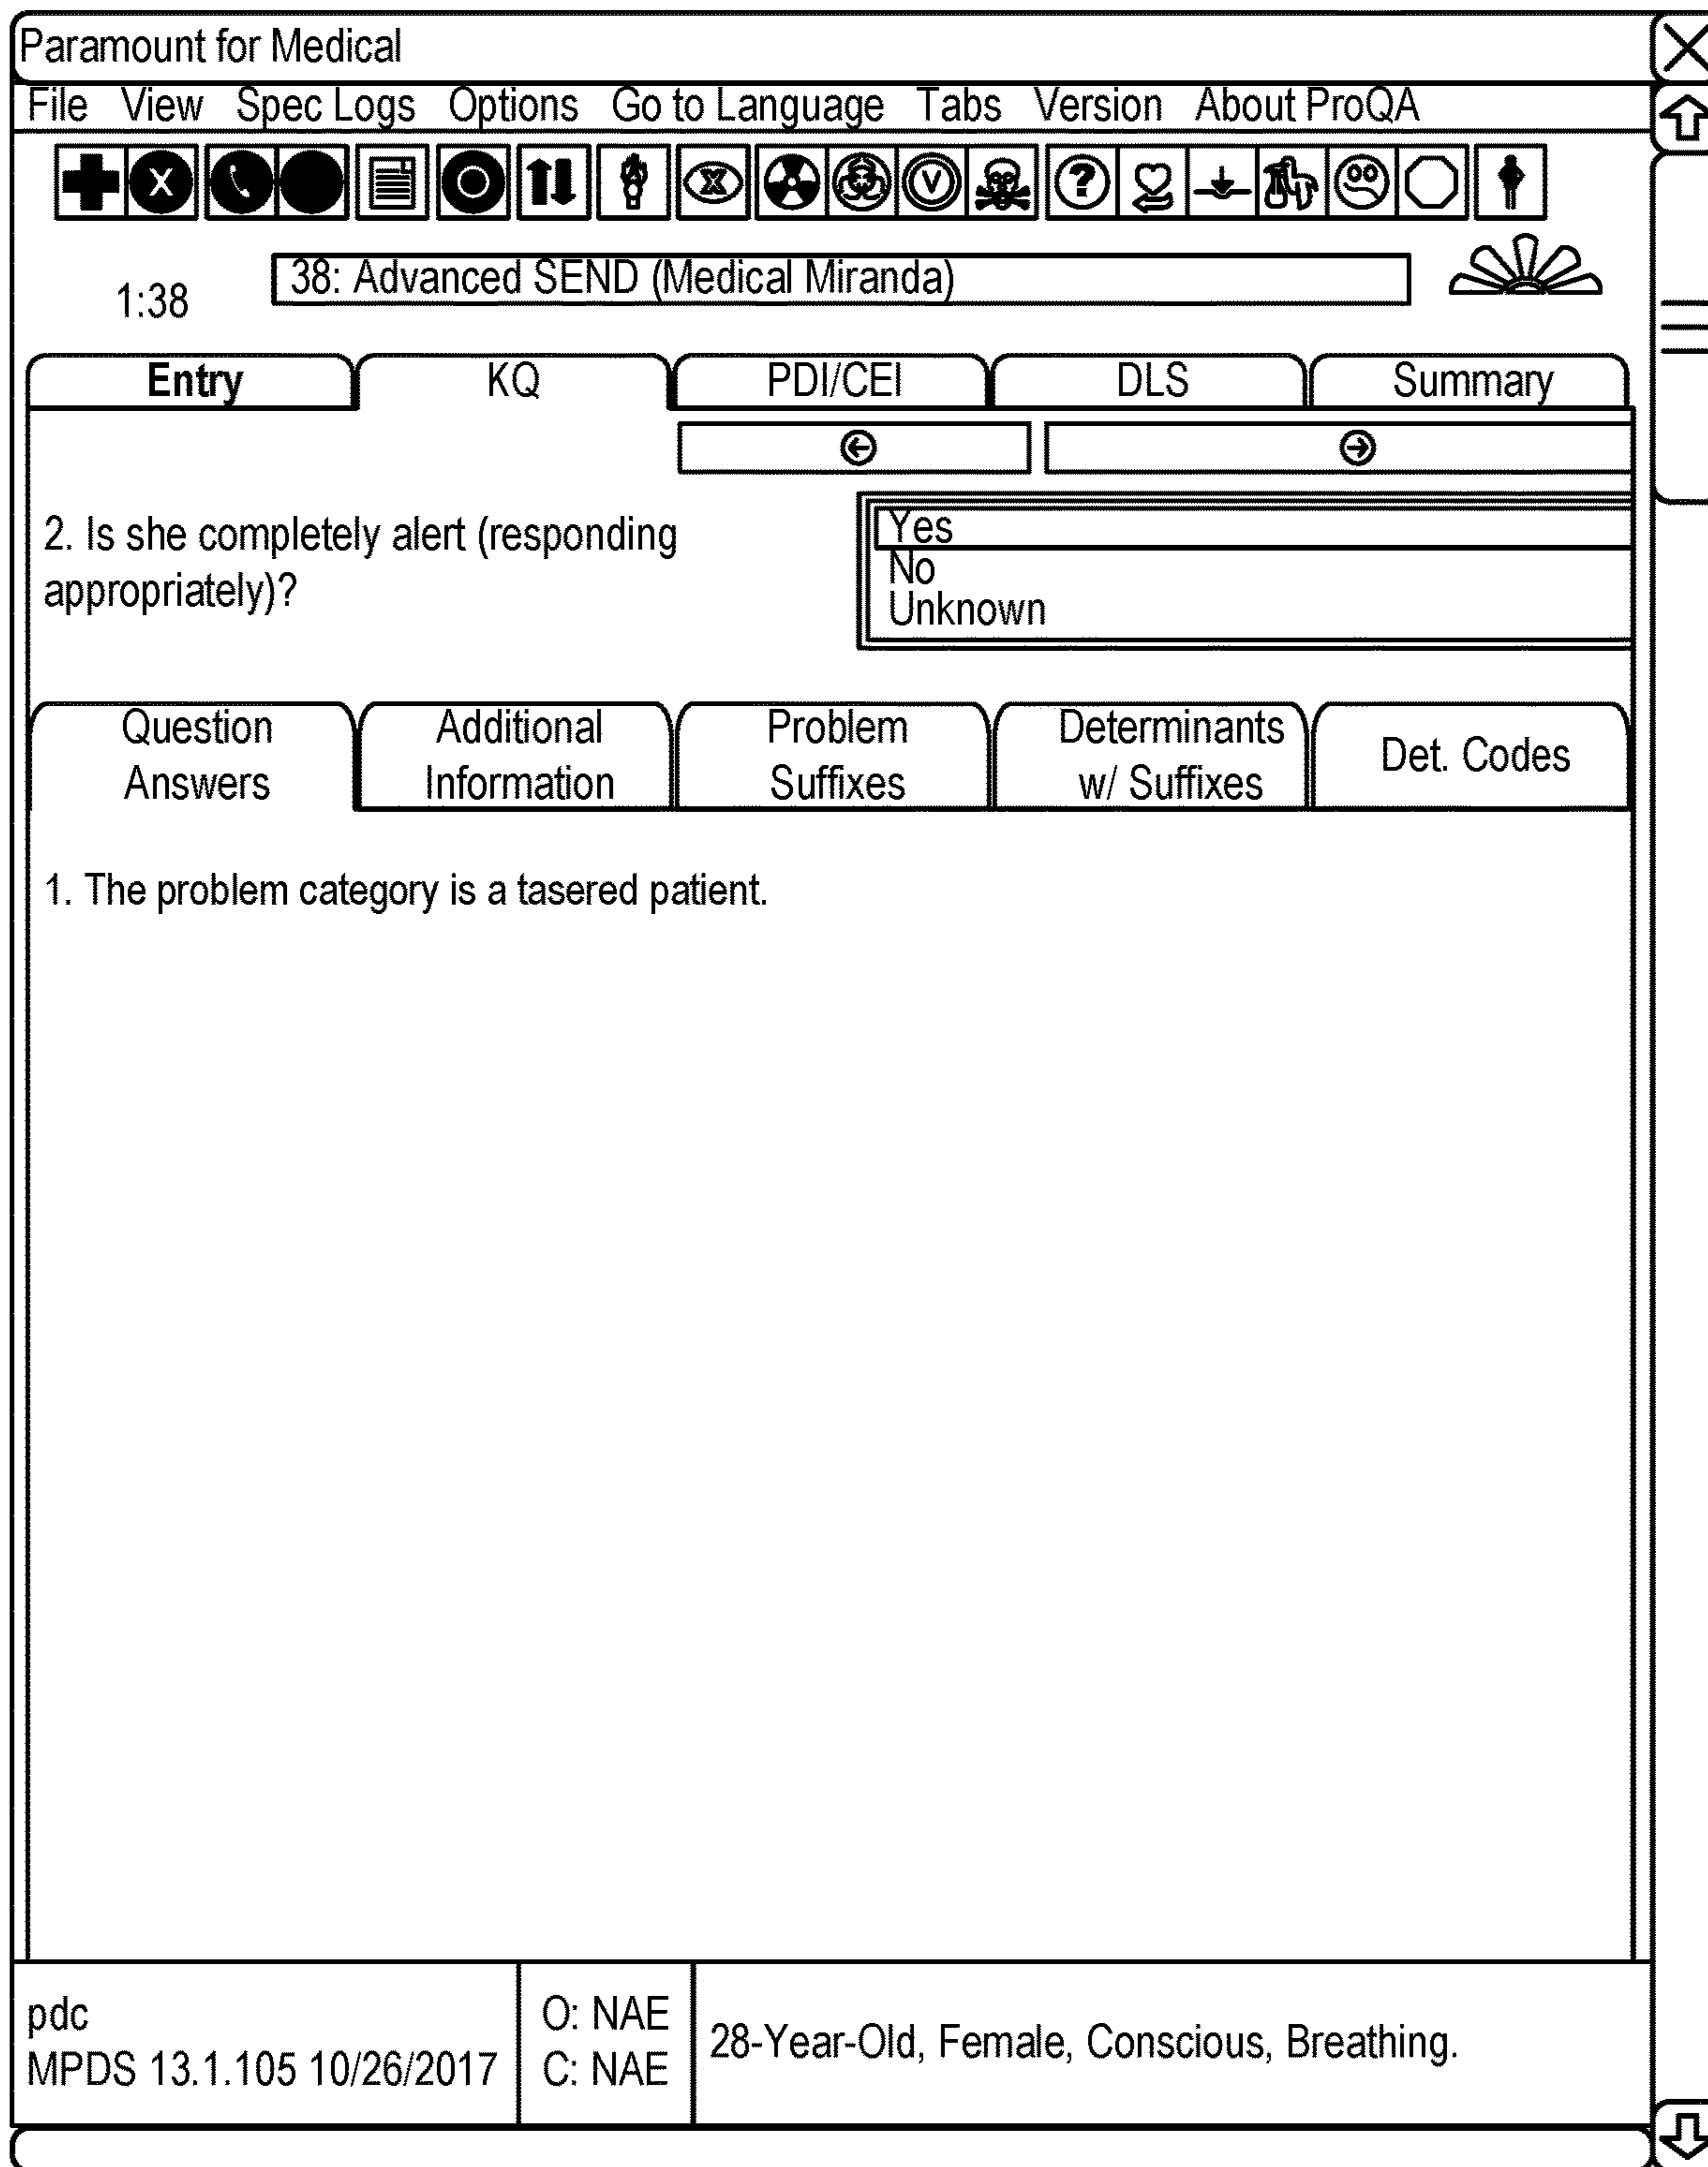 Paramount for Medical
File View Spec Logs Options Go to Language Tabs Version About ProQA
X X V ?
1:38 38: Advanced SEND (Medical Miranda)
Entry KQ PDI/CEI DLS Summary
2. Is she completely alert (responding
appropriately)?
Yes
No
Unknown
Question
Answers
Additional
Information
Problem
Suffixes
Determinants
w/ Suffixes
Det. Codes
1. The problem category is a tasered patient.
pdc
MPDS 13.1.105 10/26/2017
O: NAE
C: NAE
28-Year-Old, Female, Conscious, Breathing.